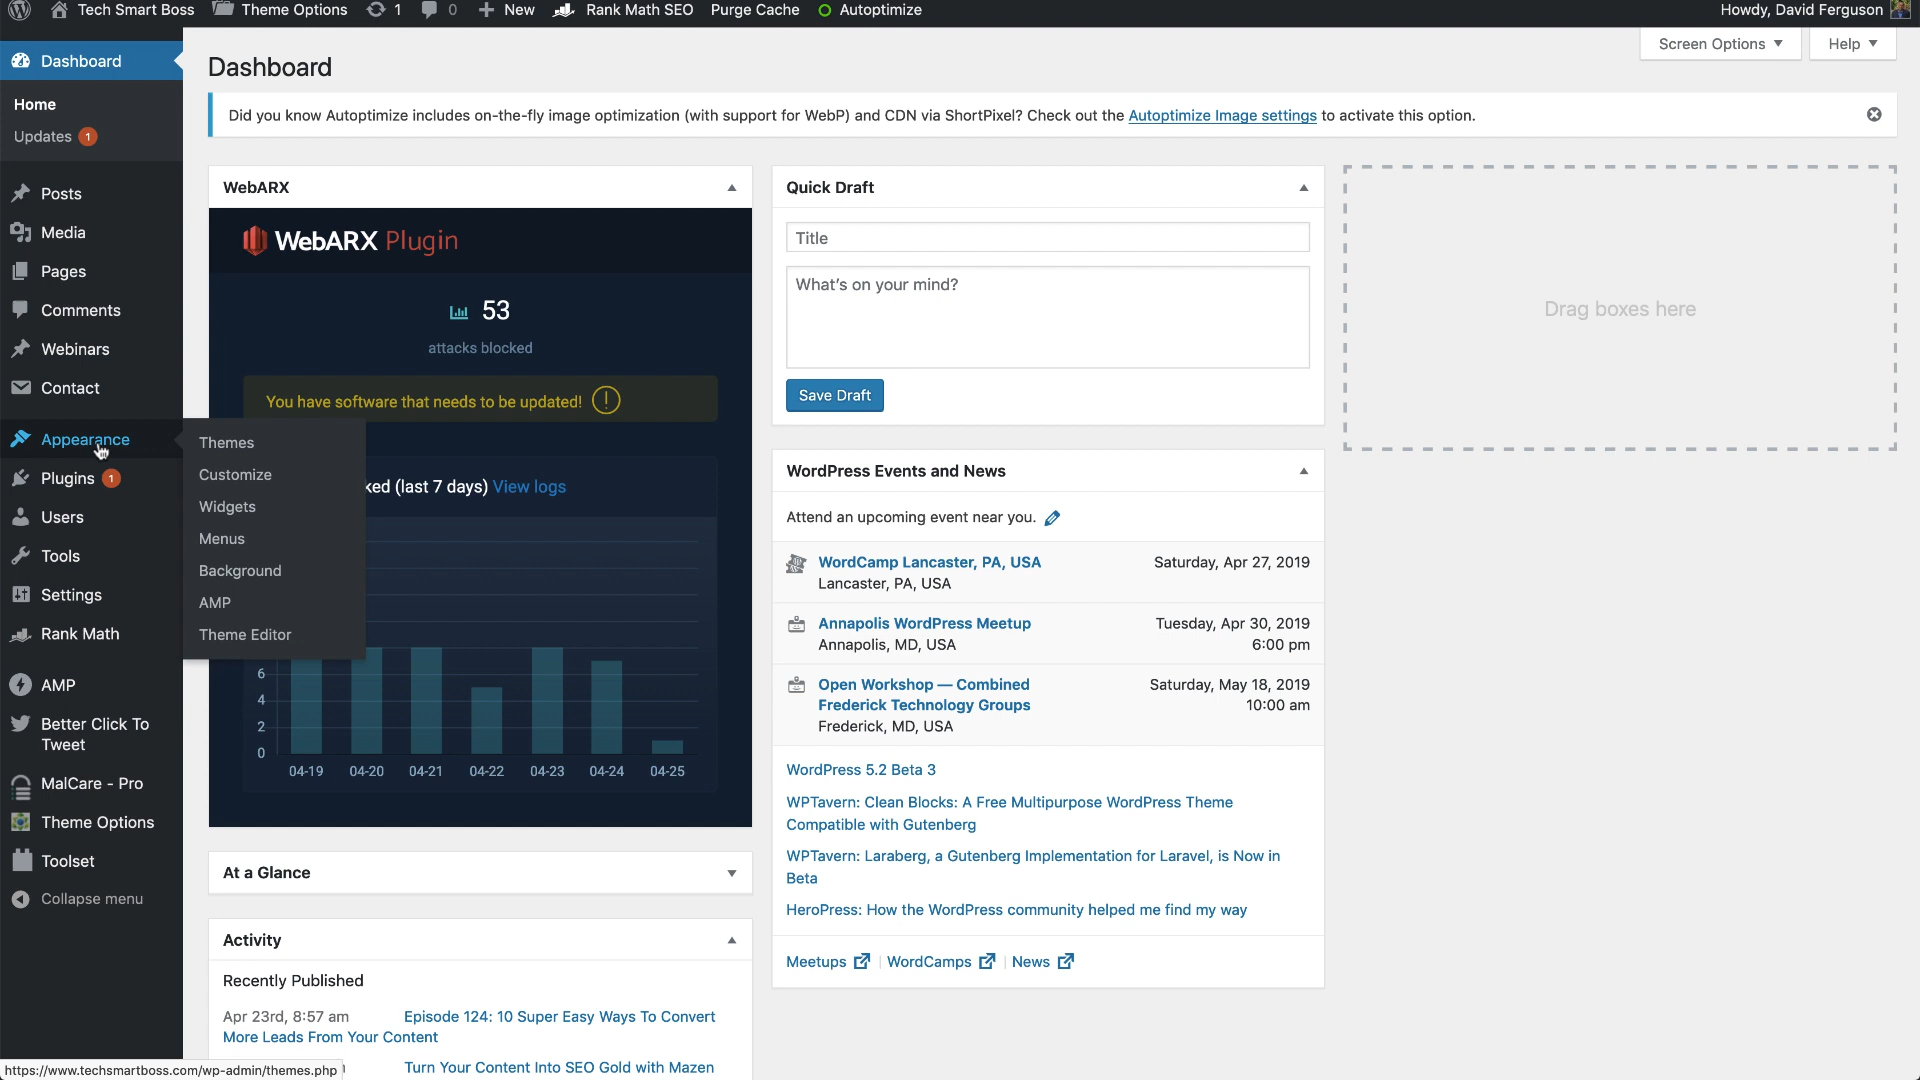 Tech Smart Boss
Theme Options
1
0
New
Rank Math SEO
Purge Cache
Autoptimize
Howdy, David Ferguson
Screen Options
Help
Dashboard
Home
Updates 1
Posts
Media
Pages
Comments
Webinars
Contact
Appearance
Plugins 1
Users
Tools
Settings
Rank Math
AMP
Better Click To
Tweet
MalCare - Pro
Theme Options
Toolset
Collapse menu
Themes
Customize
Widgets
Menus
Background
AMP
Theme Editor
Dashboard
Did you know Autoptimize includes on-the-fly image optimization (with support for WebP) and CDN via ShortPixel? Check out the Autoptimize Image settings to activate this option.
WebARX
WebARX Plugin
53
attacks blocked
You have software that needs to be updated!
ked (last 7 days) View logs
6
4
2
0
04-19 04-20 04-21 04-22 04-23 04-24 04-25
At a Glance
Activity
Recently Published
Apr 23rd, 8:57 am Episode 124: 10 Super Easy Ways To Convert
More Leads From Your Content
Turn Your Content Into SEO Gold with Mazen
Quick Draft
Title
What's on your mind?
Save Draft
WordPress Events and News
Attend an upcoming event near you.
WordCamp Lancaster, PA, USA Saturday, Apr 27, 2019
Lancaster, PA, USA
Annapolis WordPress Meetup Tuesday, Apr 30, 2019
Annapolis, MD, USA 6:00 pm
Open Workshop — Combined Saturday, May 18, 2019
Frederick Technology Groups 10:00 am
Frederick, MD, USA
WordPress 5.2 Beta 3
WPTavern: Clean Blocks: A Free Multipurpose WordPress Theme
Compatible with Gutenberg
WPTavern: Laraberg, a Gutenberg Implementation for Laravel, is Now in
Beta
HeroPress: How the WordPress community helped me find my way
Meetups | WordCamps | News
Drag boxes here
https://www.techsmartboss.com/wp-admin/themes.php